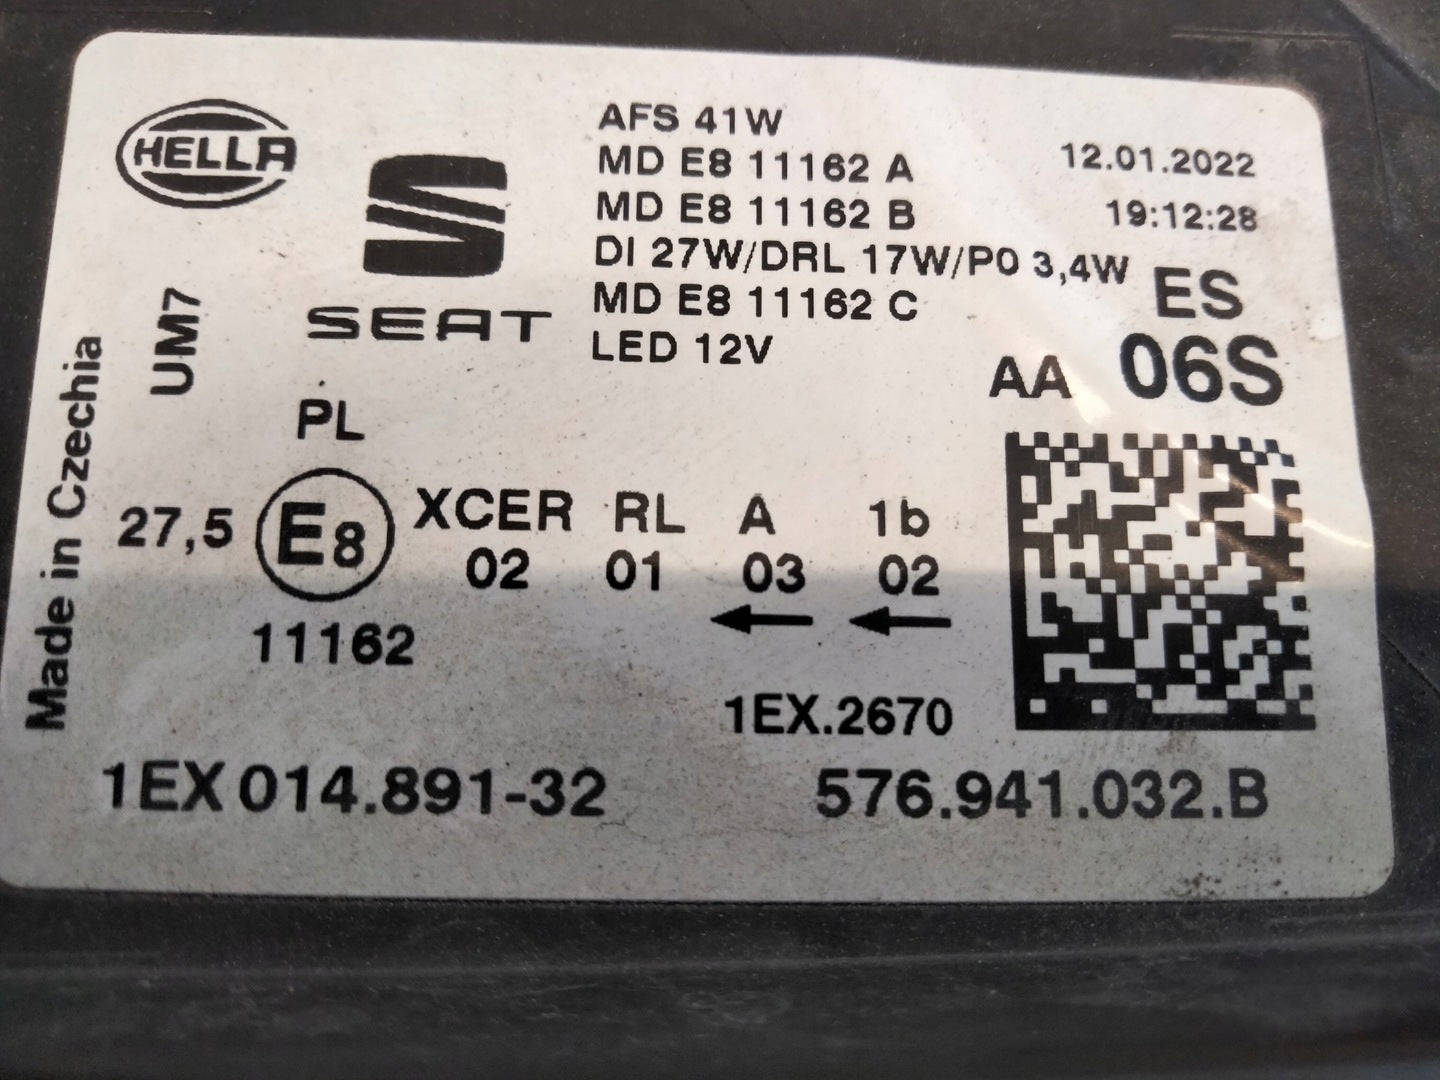 HELLA
SEAT
AFS 41W
MD E8 11162 A
MD E8 11162 B
DI 27W/DRL 17W/PO 3,4W
MD E8 11162 C
LED 12V
12.01.2022
19:12:28
ES
AA 06S
UM7
Made in Czechia
PL
27,5 E8 XCER RL A 1b
02 01 03 02
11162
1EX.2670
1EX 014.891-32
576.941.032.B